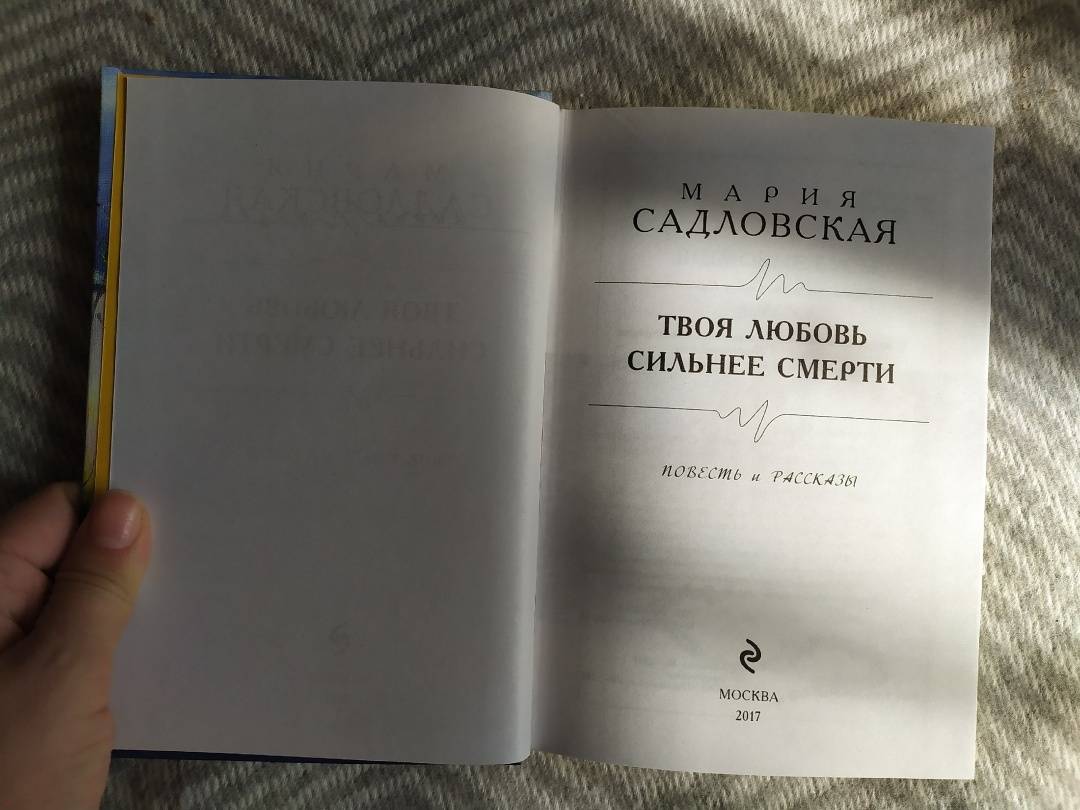 МАРИЯ
САДЛОВСКАЯ
ТВОЯ ЛЮБОВЬ
СИЛЬНЕЕ СМЕРТИ
ПОВЕСТЬ и РАССКАЗЫ
МОСКВА
2017